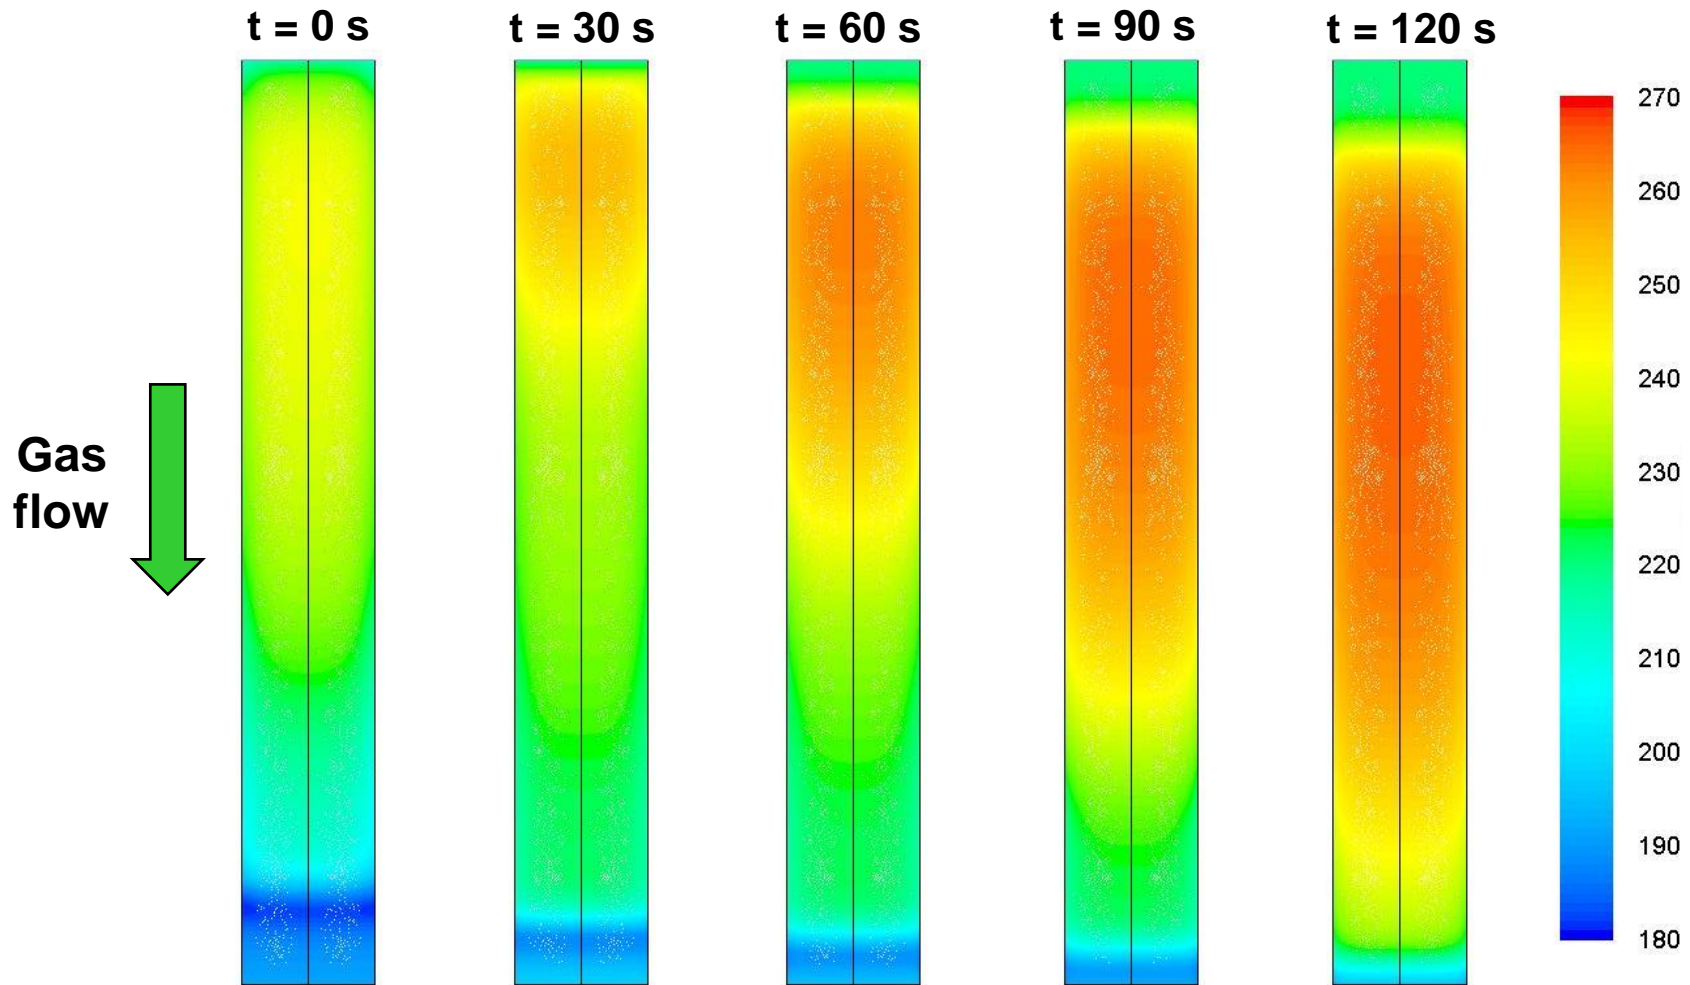 t = 0 s
t = 30 s
t = 60 s
t = 90 s
t = 120 s
Gas
flow
270
260
250
240
230
220
210
200
190
180